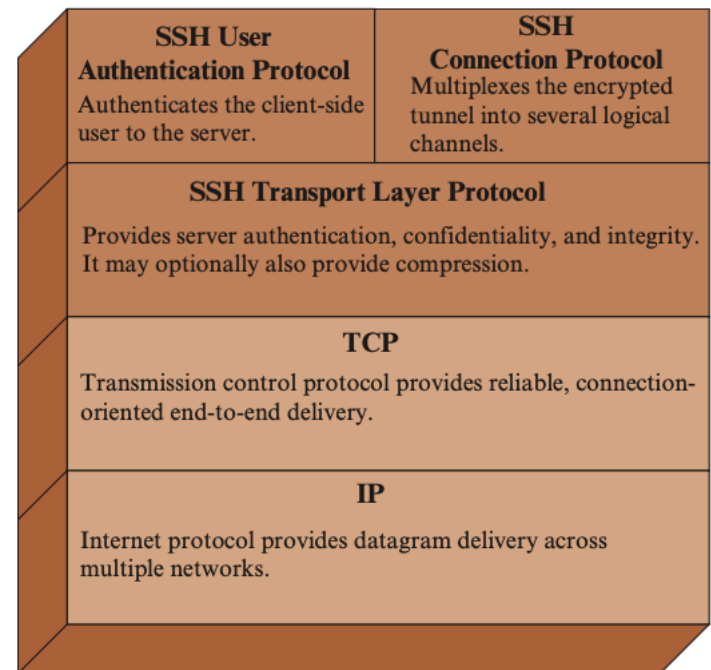 SSH User
Authentication Protocol
Authenticates the client-side
user to the server.
SSH
Connection Protocol
Multiplexes the encrypted
tunnel into several logical
channels.
SSH Transport Layer Protocol
Provides server authentication, confidentiality, and integrity.
It may optionally also provide compression.
TCP
Transmission control protocol provides reliable, connection-
oriented end-to-end delivery.
IP
Internet protocol provides datagram delivery across
multiple networks.